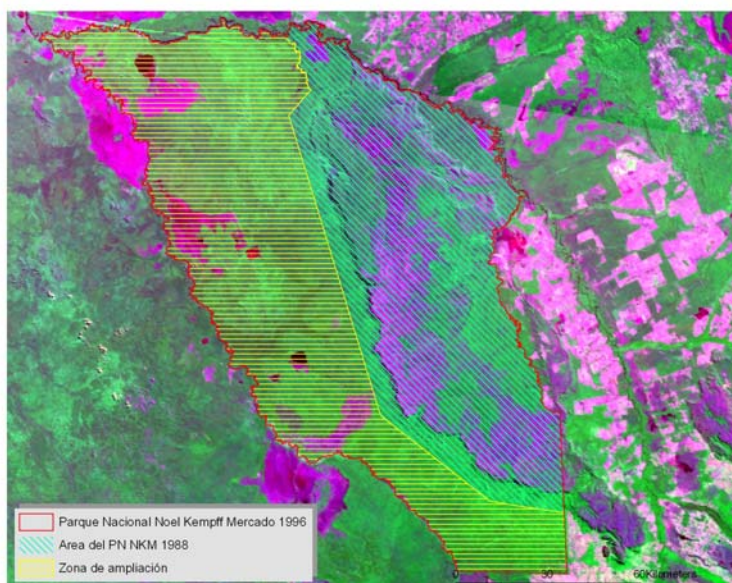 Parque Nacional Noel Kempff Mercado 1996
Area del PN NKM 1988
Zona de ampliación
0 30 60Kilometers